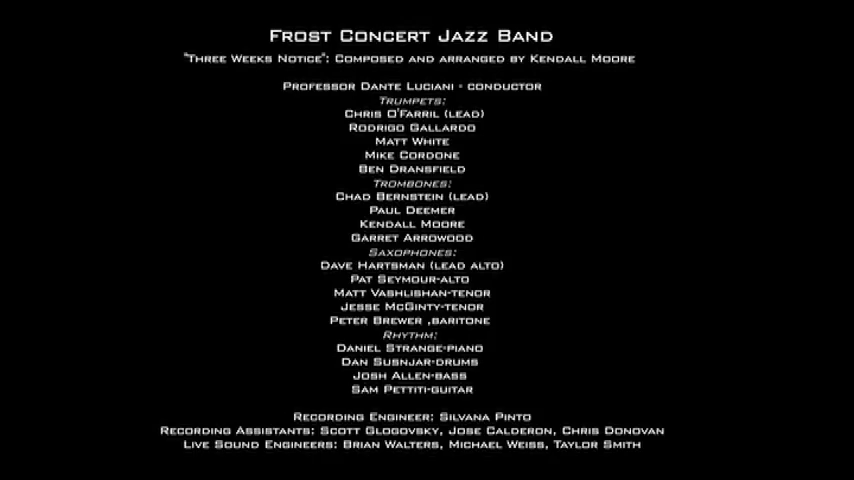 Frost Concert Jazz Band
"Three Weeks Notice": Composed and arranged by Kendall Moore
Professor Dante Luciani - conductor
Trumpets:
Chris O'Farril (lead)
Rodrigo Gallardo
Matt White
Mike Cordone
Ben Dransfield
Trombones:
Chad Bernstein (lead)
Paul Deemer
Kendall Moore
Garret Arrowood
Saxophones:
Dave Hartsman (lead alto)
Pat Seymour-alto
Matt Vashlishan-tenor
Jesse McGinty-tenor
Peter Brewer ,baritone
Rhythm:
Daniel Strange-piano
Dan Susnjar-drums
Josh Allen-bass
Sam Pettiti-guitar
Recording Engineer: Silvana Pinto
Recording Assistants: Scott Glogovsky, Jose Calderon, Chris Donovan
Live Sound Engineers: Brian Walters, Michael Weiss, Taylor Smith